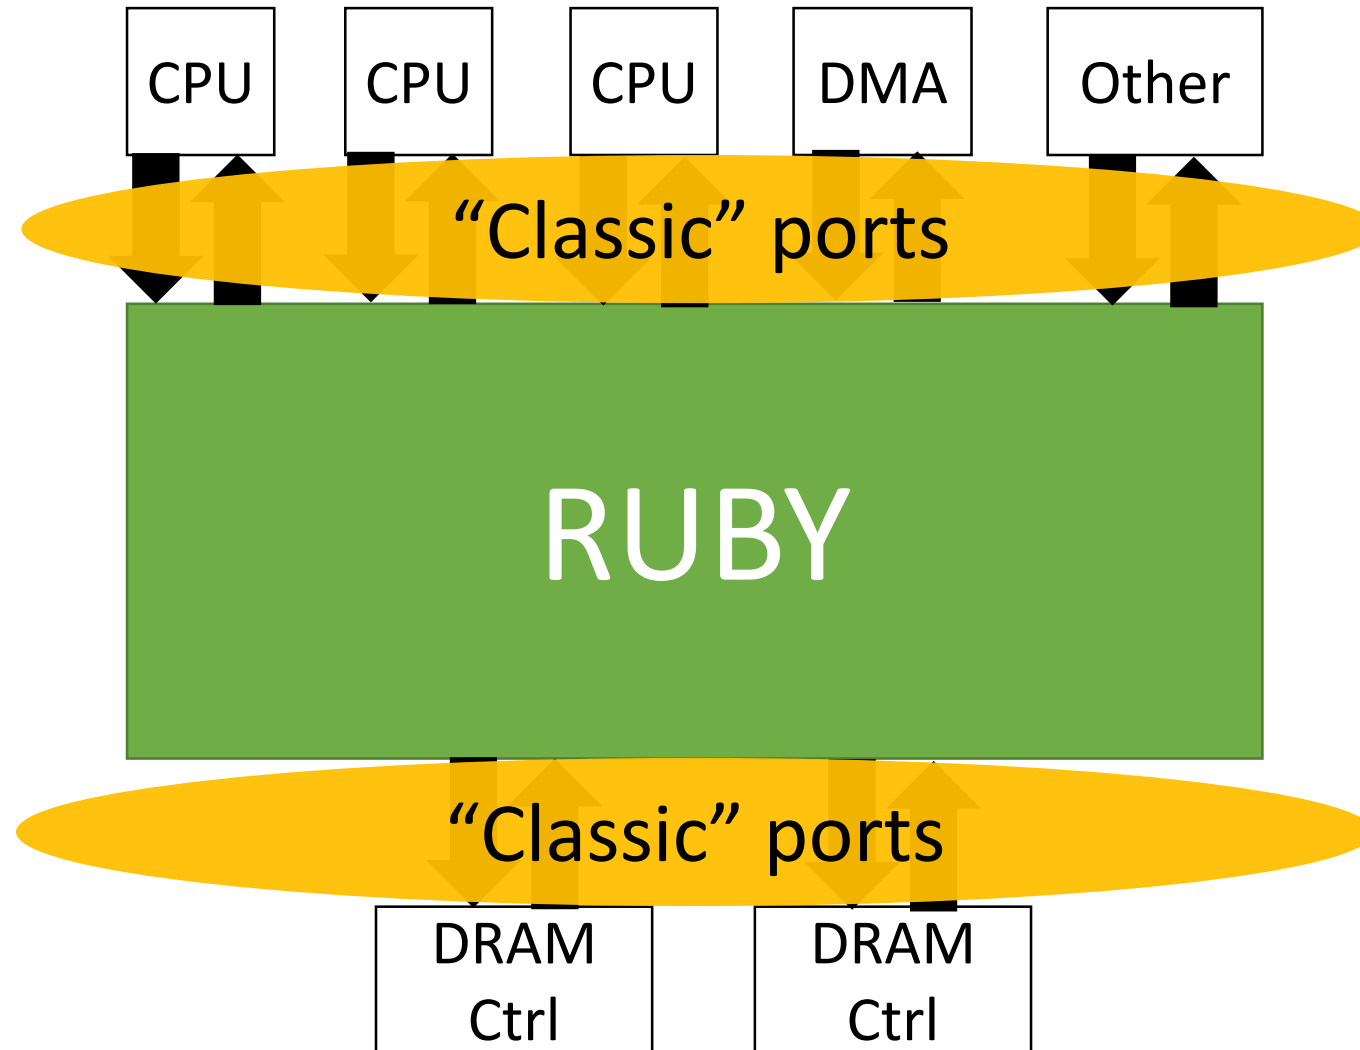 CPU
CPU
CPU
DMA
Other
“Classic” ports
RUBY
“Classic” ports
DRAM
Ctrl
DRAM
Ctrl